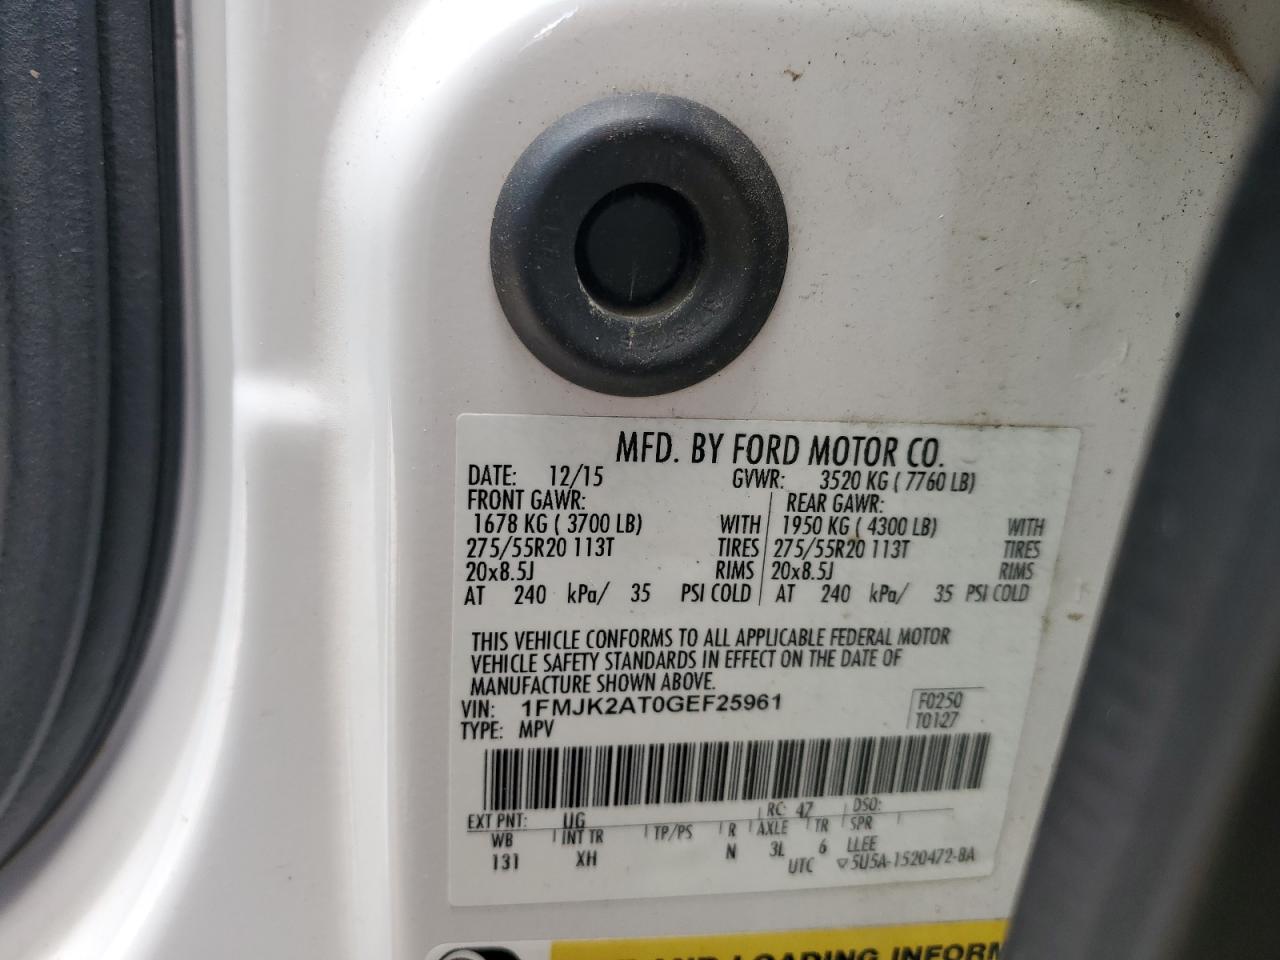 MFD. BY FORD MOTOR CO.
DATE: 12/15 GVWR: 3520 KG ( 7760 LB)
FRONT GAWR: REAR GAWR:
1678 KG ( 3700 LB) WITH 1950 KG ( 4300 LB) WITH
275/55R20 113T TIRES 275/55R20 113T TIRES
20x8.5J RIMS 20x8.5J RIMS
AT 240 kPa/ 35 PSI COLD AT 240 kPa/ 35 PSI COLD
THIS VEHICLE CONFORMS TO ALL APPLICABLE FEDERAL MOTOR
VEHICLE SAFETY STANDARDS IN EFFECT ON THE DATE OF
MANUFACTURE SHOWN ABOVE.
VIN: 1FMJK2AT0GEF25961 F0250
TYPE: MPV T0127
EXT PNT: UG RC: 47 DSO:
WB INT TR TP/PS R AXLE TR SPR
131 XH N 3L 6 LLEE
UTC ▽5U5A-1520472-BA
AND LOADING INFORM